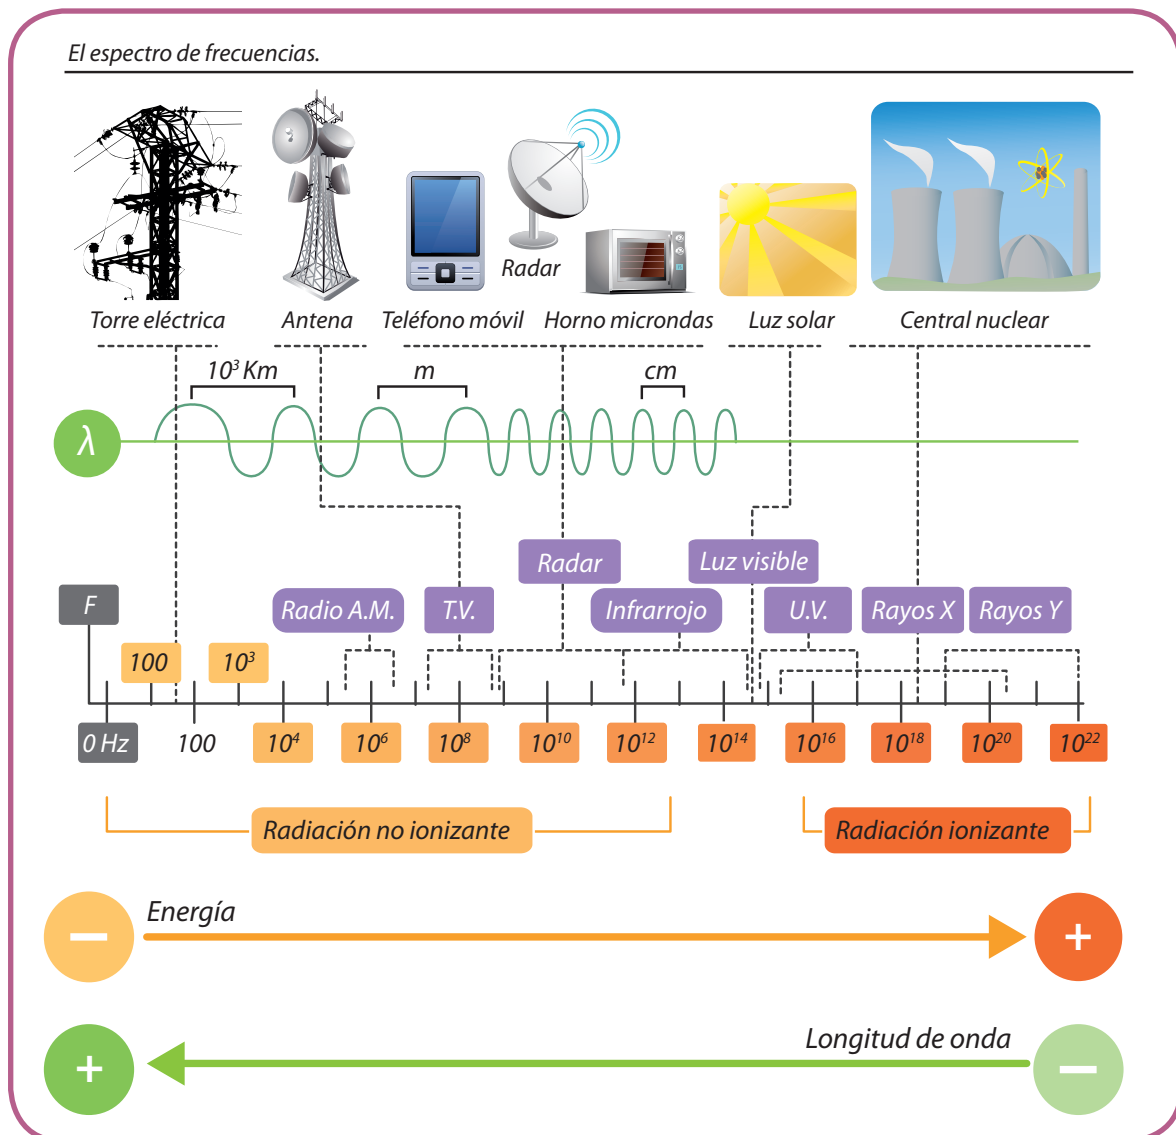 El espectro de frecuencias.
Radar
Torre eléctrica Antena Teléfono móvil Horno microndas Luz solar Central nuclear
10³ Km m cm
λ
Radar Luz visible
F Radio A.M. T.V. Infrarrojo U.V. Rayos X Rayos Y
100 10³
0 Hz 100 10⁴ 10⁶ 10⁸ 10¹⁰ 10¹² 10¹⁴ 10¹⁶ 10¹⁸ 10²⁰ 10²²
Radiación no ionizante Radiación ionizante
Energía
− +
Longitud de onda
+ −